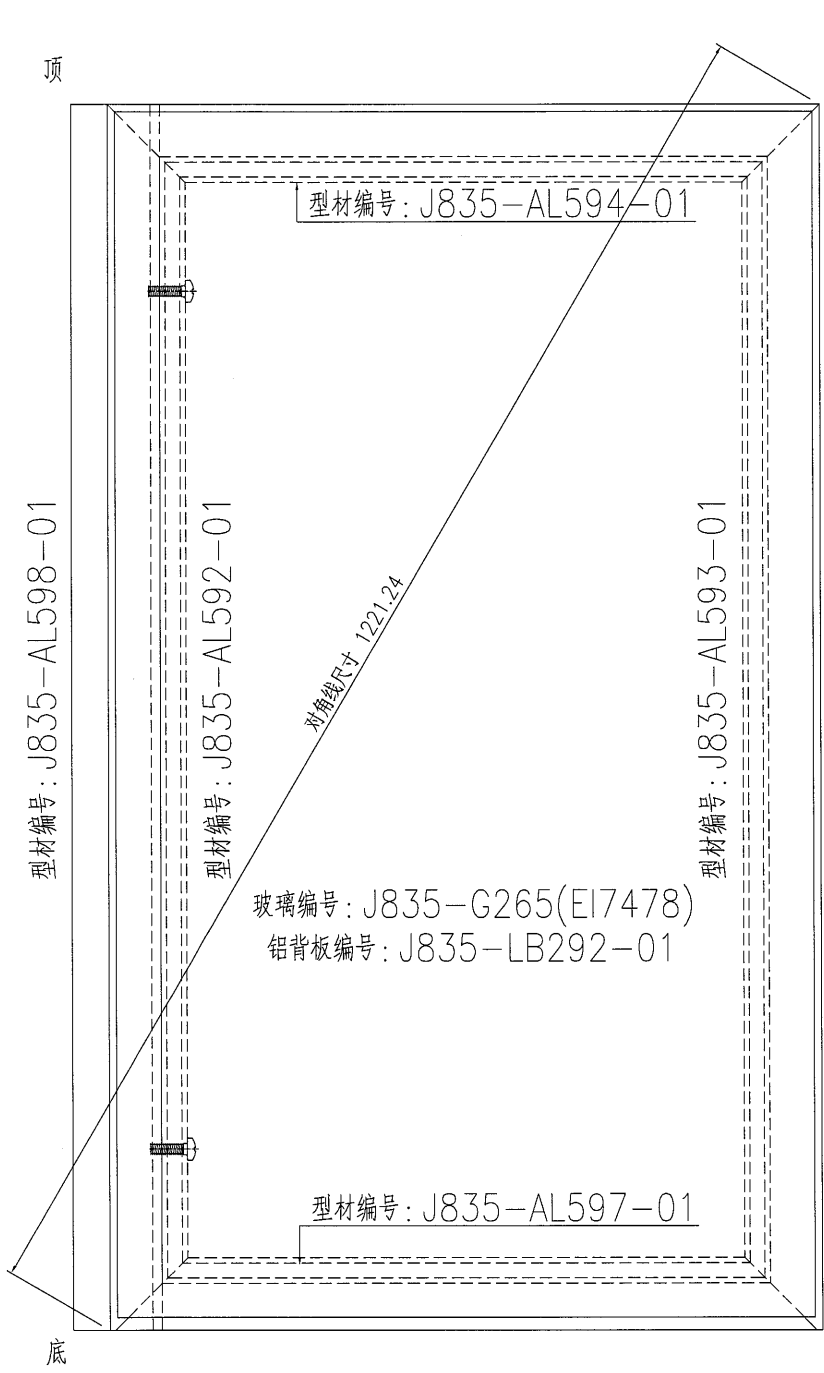 顶
型材编号: J835-AL594-01
型材编号: J835-AL598-01
型材编号: J835-AL592-01
型材编号: J835-AL593-01
对角线尺寸 1221.24
玻璃编号: J835-G265(EI7478)
铝背板编号: J835-LB292-01
型材编号: J835-AL597-01
底